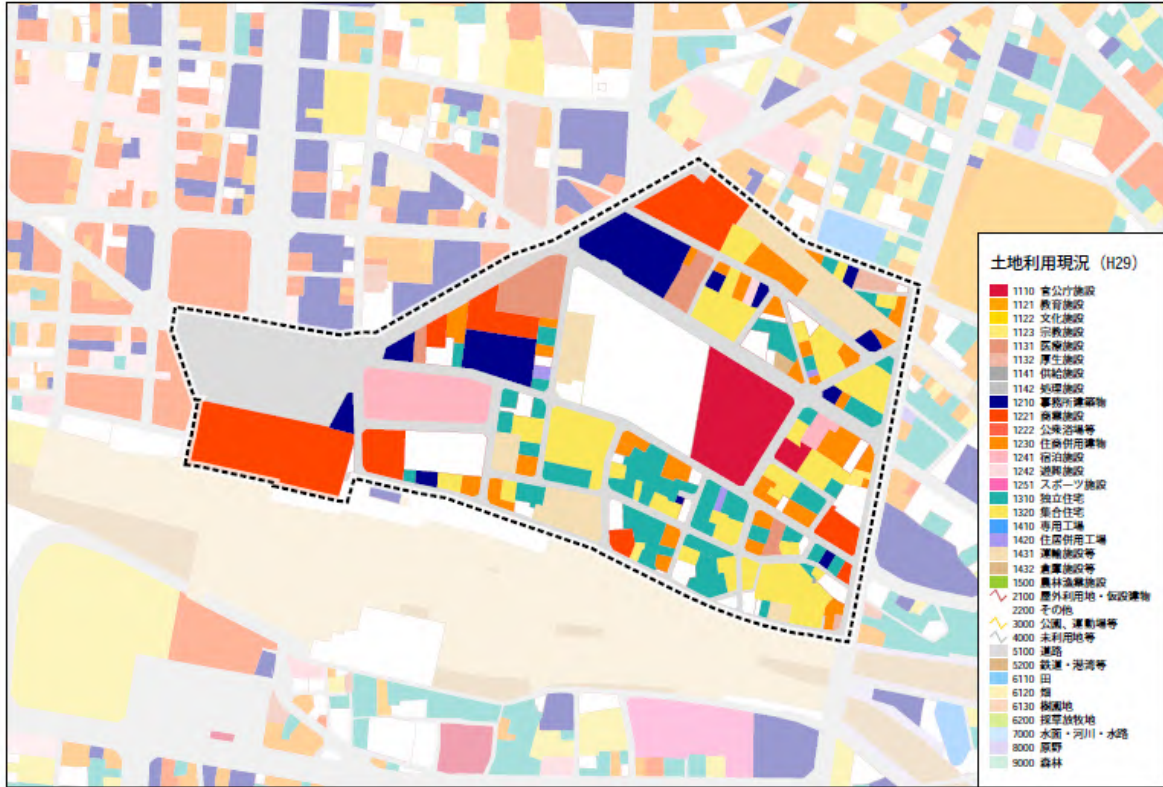 土地利用現況 (H29)
1110 官公庁施設
1121 教育施設
1122 文化施設
1123 宗教施設
1131 医療施設
1132 厚生施設
1141 供給施設
1142 処理施設
1210 事務所建築物
1221 商業施設
1222 公衆浴場等
1230 住商併用建物
1241 宿泊施設
1242 遊興施設
1251 スポーツ施設
1310 独立住宅
1320 集合住宅
1410 専用工場
1420 住居併用工場
1431 運輸施設等
1432 倉庫施設等
1500 農林漁業施設
2100 屋外利用地・仮設建物
2200 その他
3000 公園、運動場等
4000 未利用地等
5100 道路
5200 鉄道・港湾等
6110 田
6120 畑
6130 樹園地
6200 採草放牧地
7000 水面・河川・水路
8000 原野
9000 森林